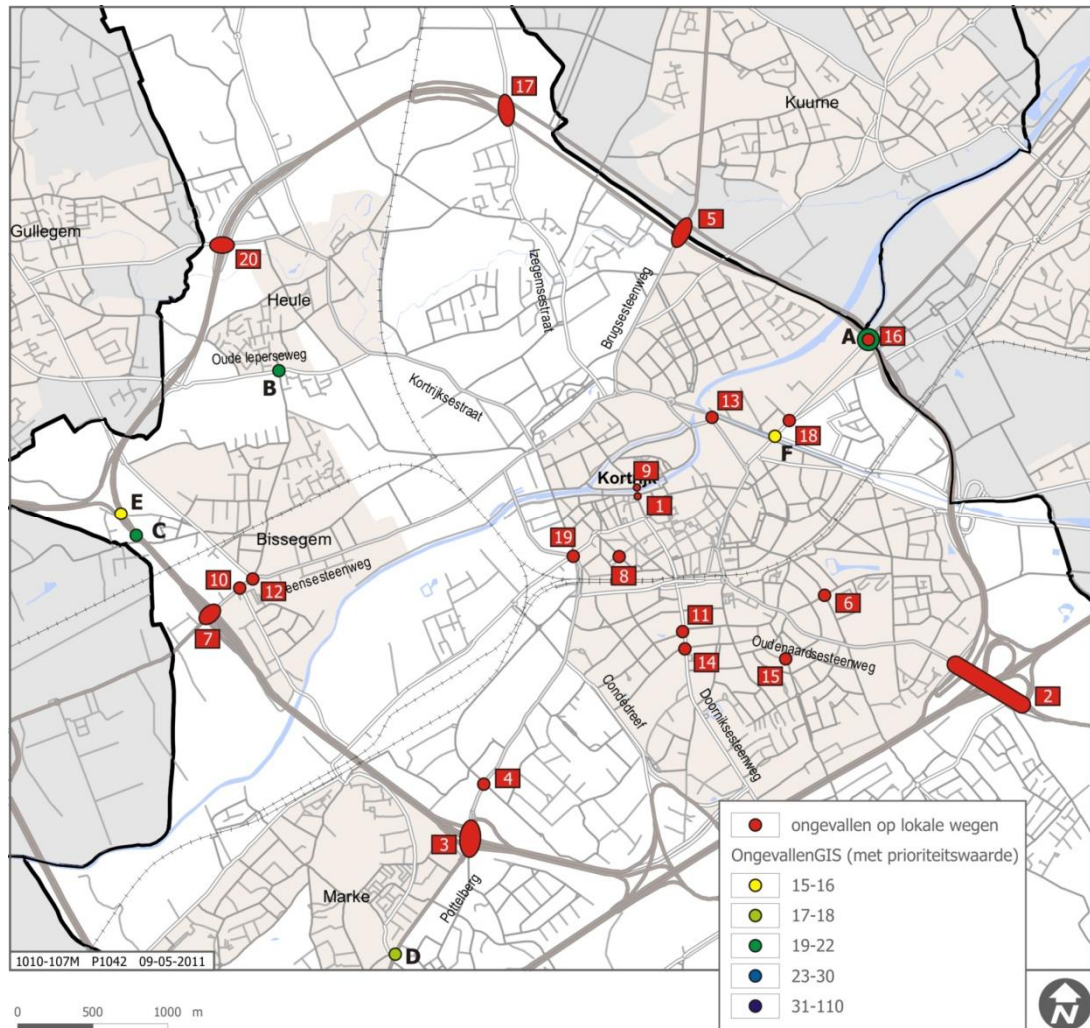 17
Kuurne
5
Gullegem
20
Izegemsestraat
Heule
Brugsesteenweg
A
16
Oude Ieperseweg
B
Kortrijksestraat
13
18
F
9
Kortrijk
1
E
C
Bissegem
19
8
10
12
eensesteenweg
7
6
11
14
Oudenaardsesteenweg
15
2
Condédreef
Doorniksesteenweg
4
3
Marke
Pottelberg
D
ongevallen op lokale wegen
OngevallenGIS (met prioriteitswaarde)
15-16
17-18
19-22
23-30
31-110
1010-107M P1042 09-05-2011
0 500 1000 m
N